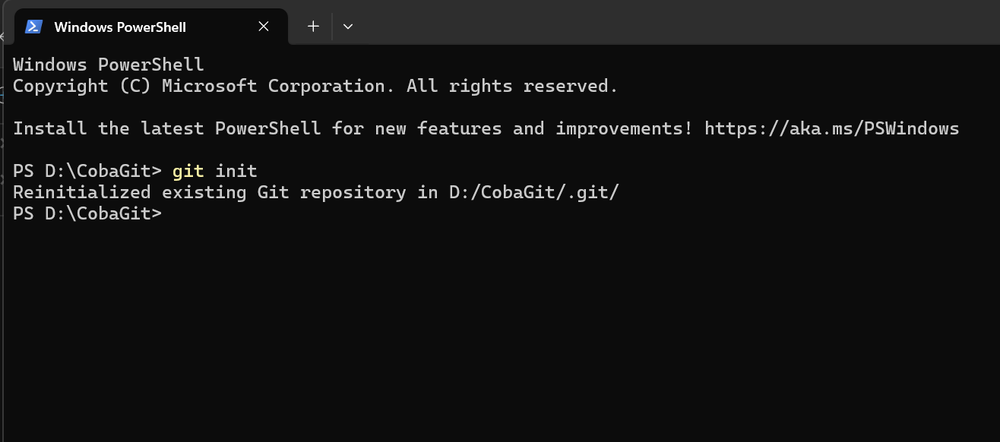 Windows PowerShell
Windows PowerShell
Copyright (C) Microsoft Corporation. All rights reserved.
Install the latest PowerShell for new features and improvements! https://aka.ms/PSWindows
PS D:\CobaGit> git init
Reinitialized existing Git repository in D:/CobaGit/.git/
PS D:\CobaGit>